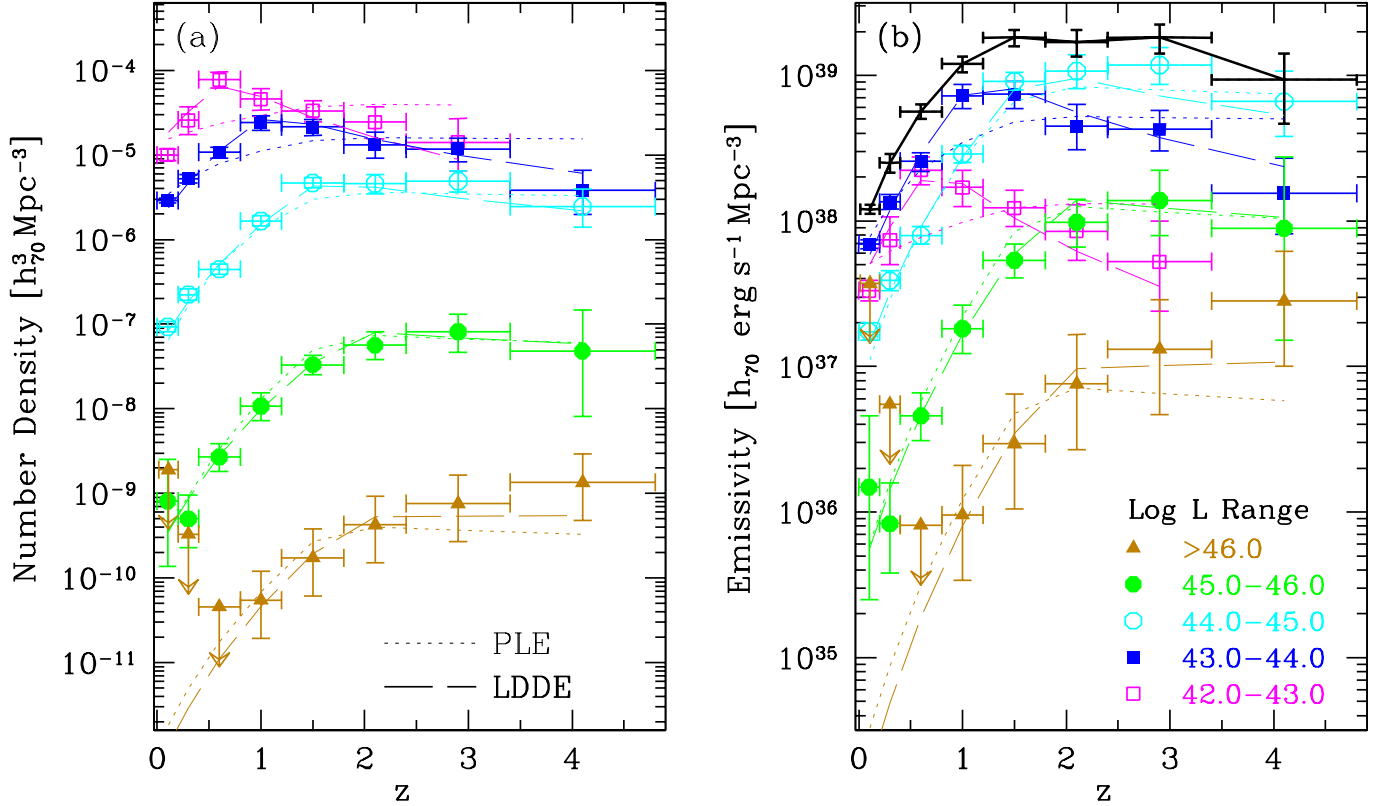 (a)
Number Density [h³₇₀ Mpc⁻³]
10⁻⁴
10⁻⁵
10⁻⁶
10⁻⁷
10⁻⁸
10⁻⁹
10⁻¹⁰
10⁻¹¹
PLE
LDDE
0 1 2 3 4
z
(b)
Emissivity [h₇₀ erg s⁻¹ Mpc⁻³]
10³⁹
10³⁸
10³⁷
10³⁶
10³⁵
Log L Range
>46.0
45.0−46.0
44.0−45.0
43.0−44.0
42.0−43.0
0 1 2 3 4
z